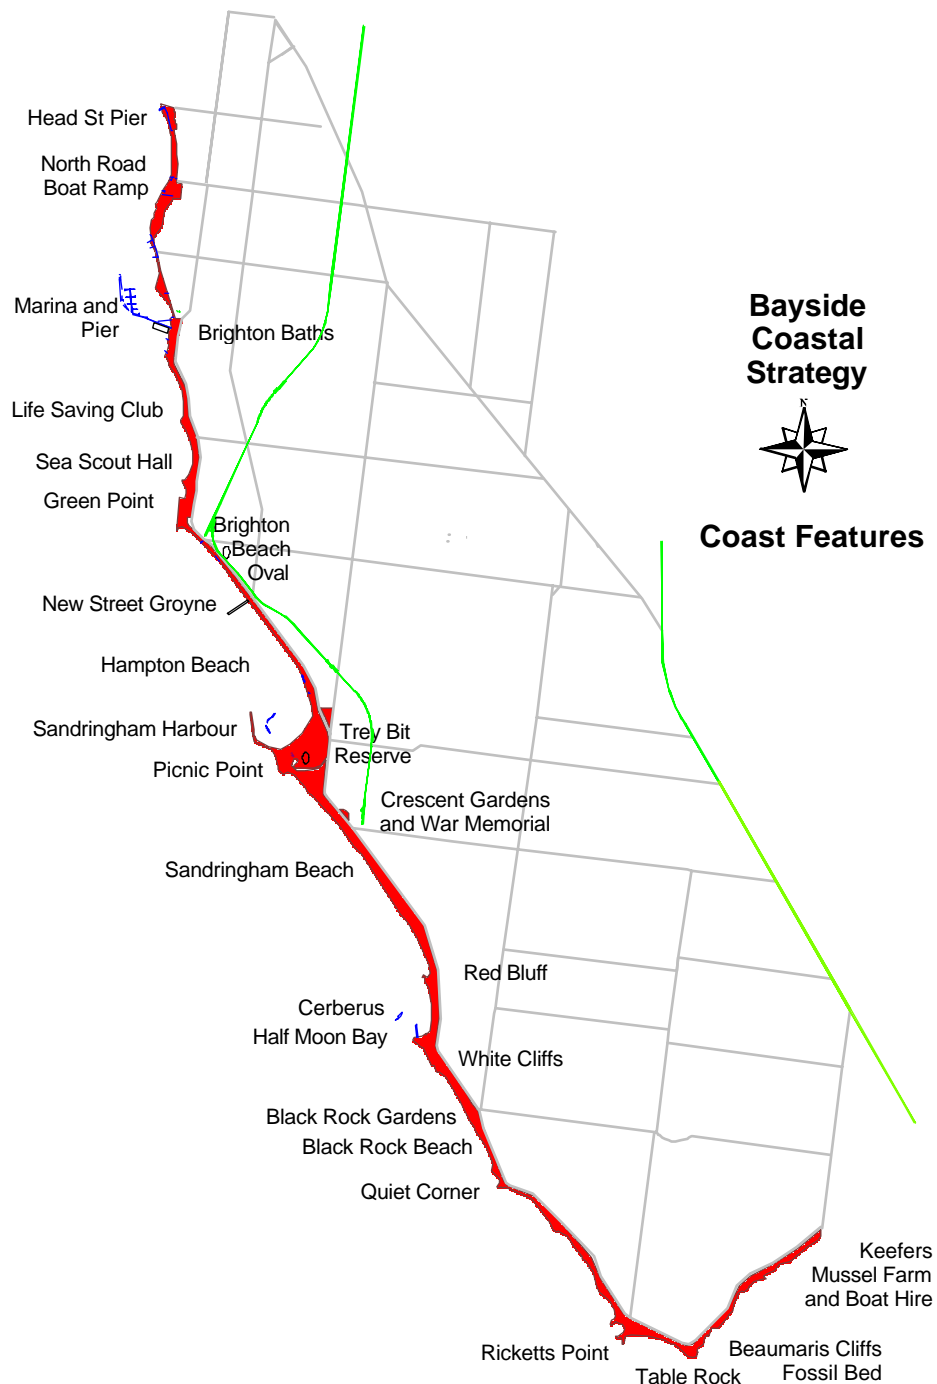 Head St Pier
North Road
Boat Ramp
Marina and
Pier
Brighton Baths
Bayside
Coastal
Strategy
N
Life Saving Club
Sea Scout Hall
Green Point
Brighton
Beach
Oval
Coast Features
New Street Groyne
Hampton Beach
Sandringham Harbour
Trey Bit
Reserve
Picnic Point
Crescent Gardens
and War Memorial
Sandringham Beach
Red Bluff
Cerberus
Half Moon Bay
White Cliffs
Black Rock Gardens
Black Rock Beach
Quiet Corner
Keefers
Mussel Farm
and Boat Hire
Ricketts Point
Beaumaris Cliffs
Fossil Bed
Table Rock